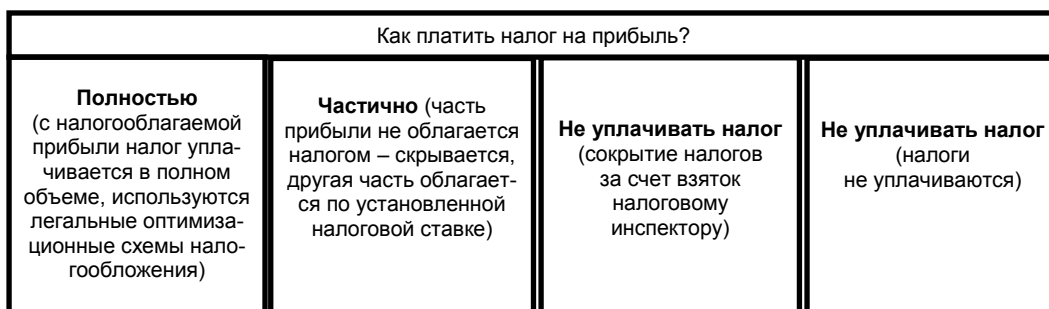 Как платить налог на прибыль?
Полностью
(с налогооблагаемой
прибыли налог упла-
чивается в полном
объеме, используются
легальные оптимиза-
ционные схемы нало-
гообложения)
Частично (часть
прибыли не облагается
налогом – скрывается,
другая часть облагает-
ся по установленной
налоговой ставке)
Не уплачивать налог
(сокрытие налогов
за счет взяток
налоговому
инспектору)
Не уплачивать налог
(налоги
не уплачиваются)